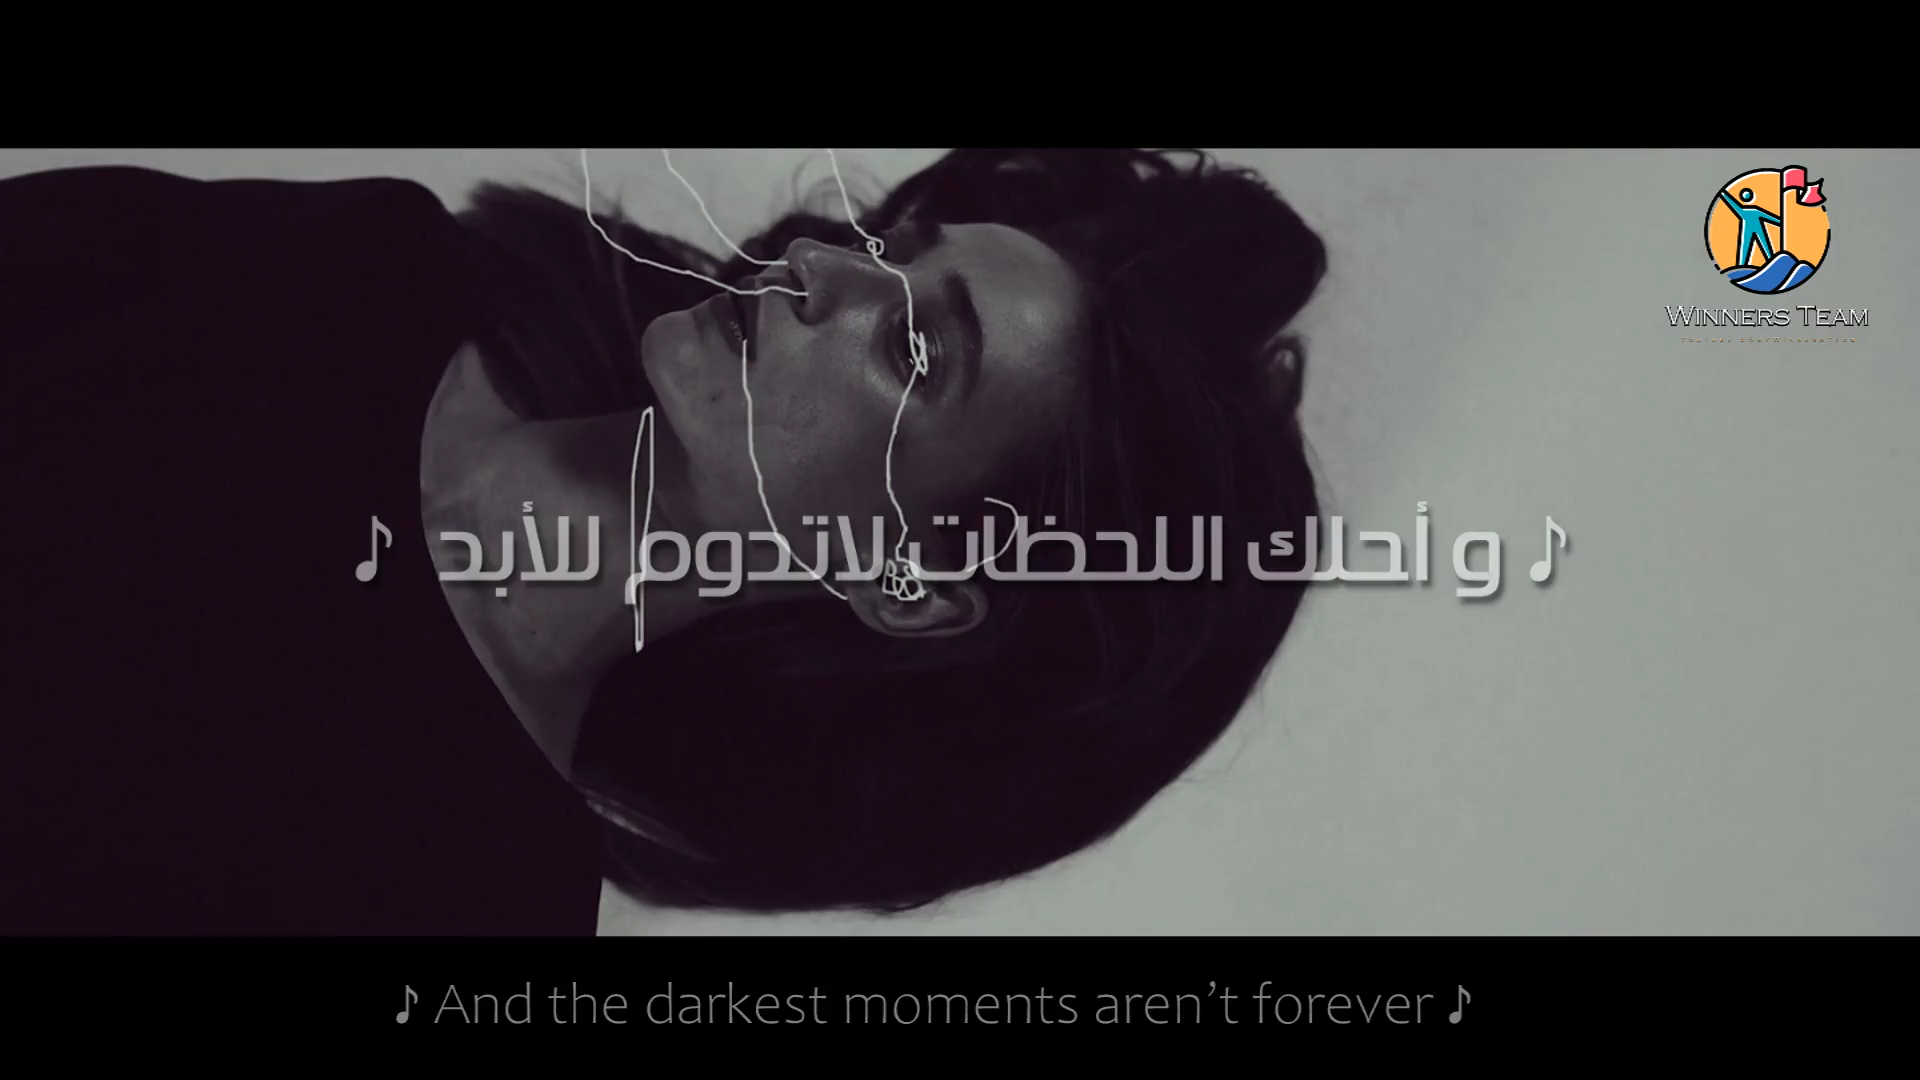 WINNERS TEAM
♪ و أحلك اللحظات لاتدوم للأبد ♪
♪ And the darkest moments aren’t forever ♪